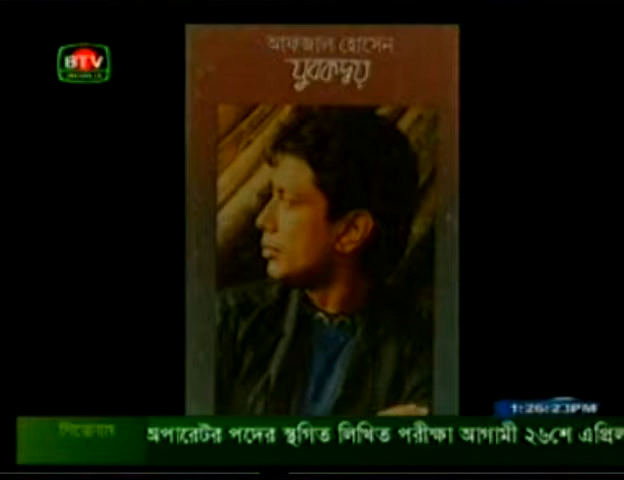 BTV
আফজাল হোসেন
যুবকদ্বয়
1:26:23PM
অপারেটর পদের স্থগিত লিখিত পরীক্ষা আগামী ২৬শে এপ্রিল